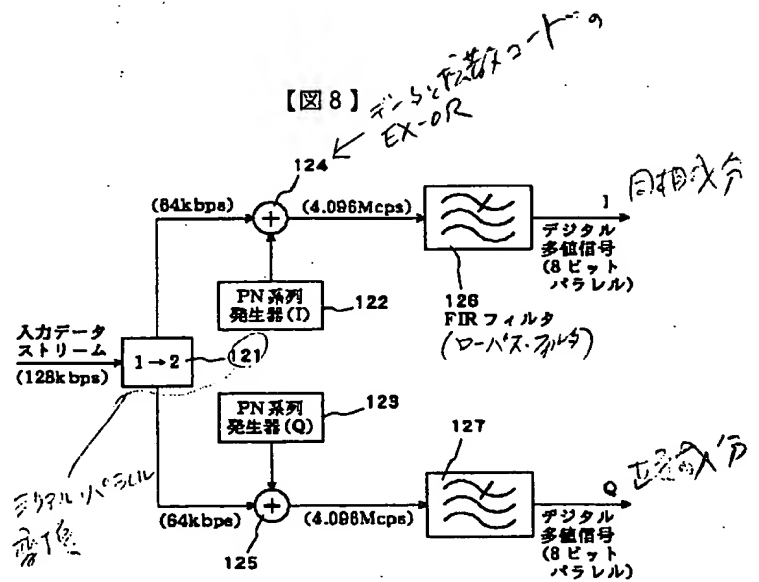 【図8】
データと拡散コードの
EX-OR
124
(64kbps)
(4.096Mcps)
I
同相成分
デジタル
多値信号
(8ビット
パラレル)
PN系列
発生器(I)
122
126
FIRフィルタ
(ローパス・フィルタ)
入力データ
ストリーム
(128kbps)
1→2
121
PN系列
発生器(Q)
123
127
シリアル・パラレル
変換
(64kbps)
125
(4.096Mcps)
Q
直交成分
デジタル
多値信号
(8ビット
パラレル)